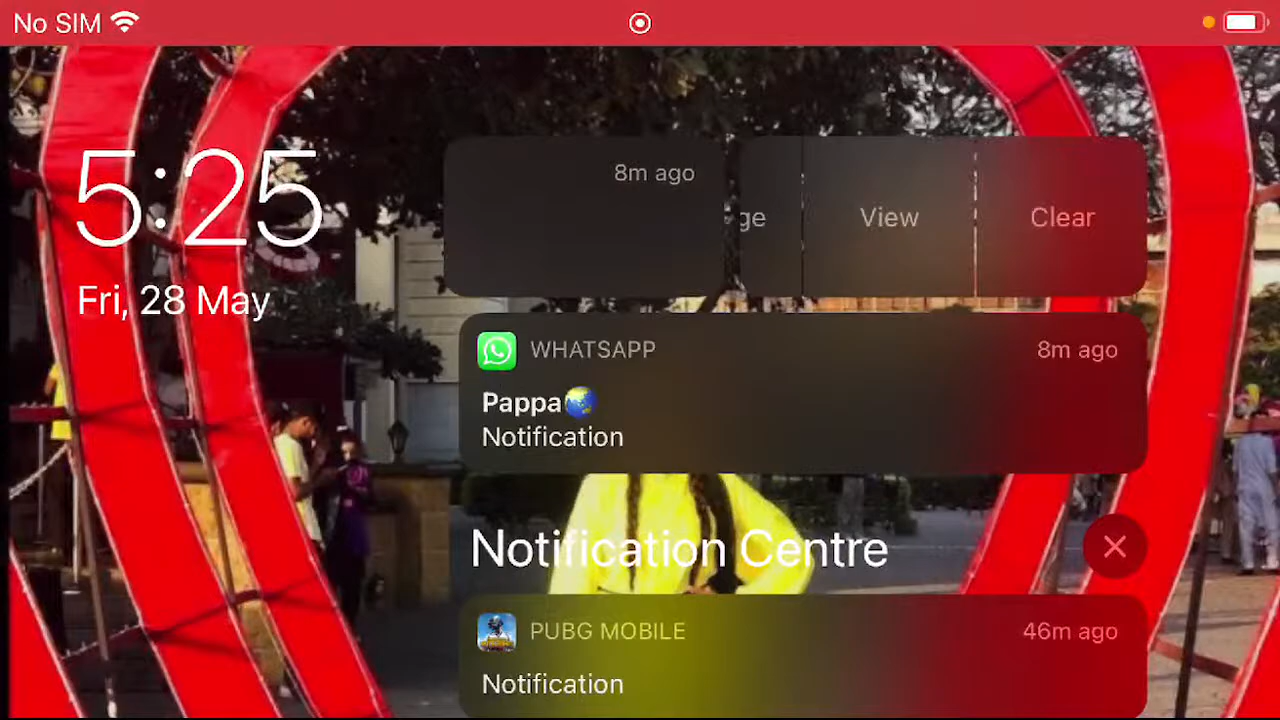 No SIM
5:25
Fri, 28 May
8m ago
ge
View
Clear
WHATSAPP
8m ago
Pappa🌏
Notification
Notification Centre
PUBG MOBILE
46m ago
Notification